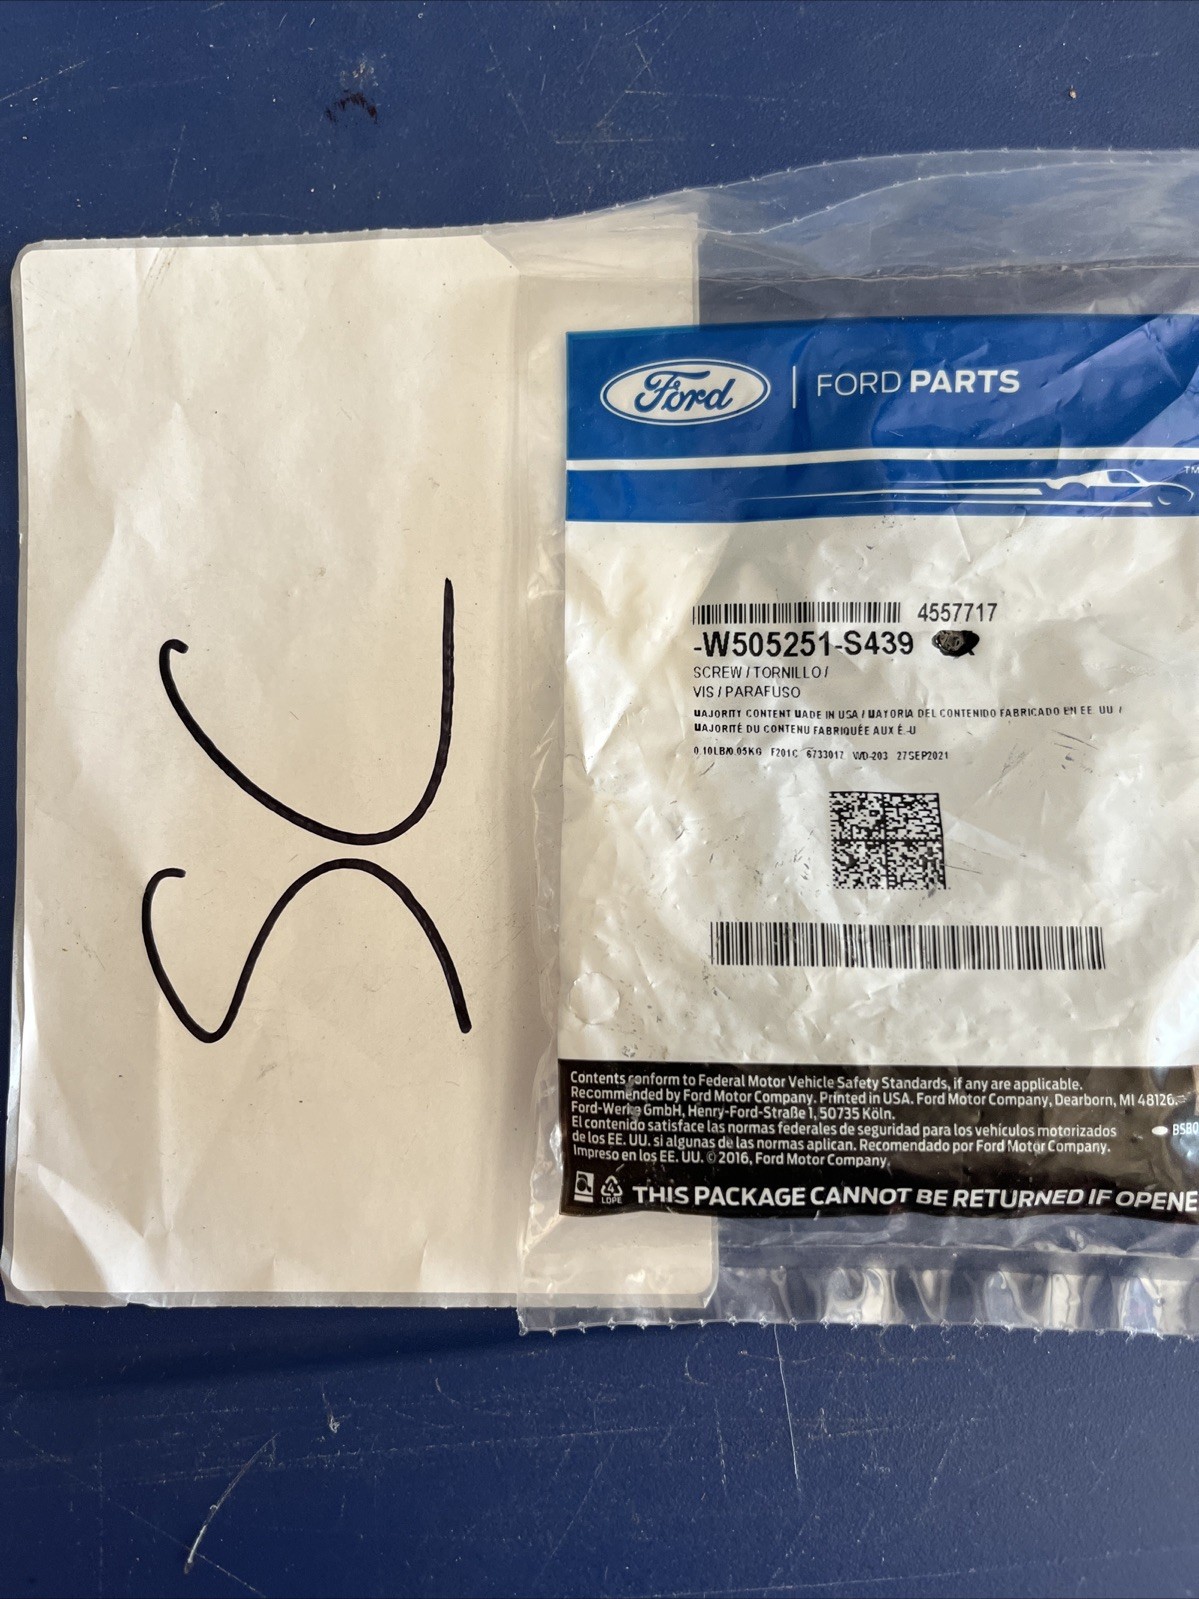 SC
Ford | FORD PARTS
TM
4557717
-W505251-S439
SCREW / TORNILLO /
VIS / PARAFUSO
MAJORITY CONTENT MADE IN USA / MAYORIA DEL CONTENIDO FABRICADO EN EE. UU /
MAJORITÉ DU CONTENU FABRIQUÉE AUX É.-U
0.10LB/0.05KG F201C 6733017 WD-203 27SEP2021
Contents conform to Federal Motor Vehicle Safety Standards, if any are applicable.
Recommended by Ford Motor Company. Printed in USA. Ford Motor Company, Dearborn, MI 48126.
Ford-Werke GmbH, Henry-Ford-Straße 1, 50735 Köln.
El contenido satisface las normas federales de seguridad para los vehículos motorizados
de los EE. UU. si algunas de las normas aplican. Recomendado por Ford Motor Company.
Impreso en los EE. UU. © 2016, Ford Motor Company.
B580
4
LDPE
THIS PACKAGE CANNOT BE RETURNED IF OPENE